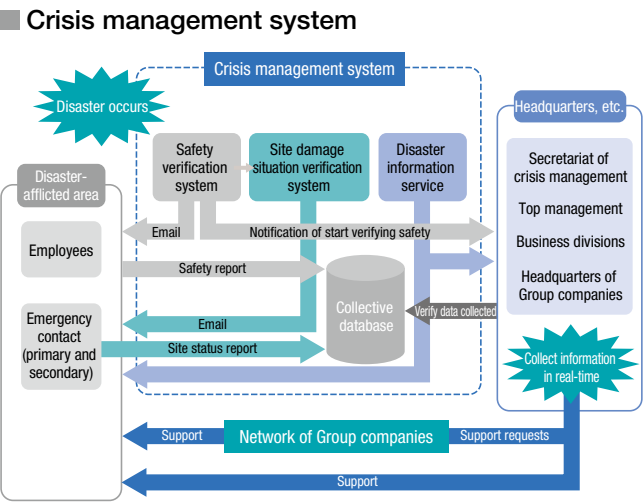 Crisis management system
Crisis management system
Disaster occurs
Headquarters, etc.
Safety
verification
system
Site damage
situation verification
system
Disaster
information
service
Secretariat of
crisis management
Top management
Business divisions
Headquarters of
Group companies
Disaster-
afflicted area
Employees
Emergency
contact
(primary and
secondary)
Email
Notification of start verifying safety
Safety report
Collective
database
Verify data collected
Email
Site status report
Collect information
in real-time
Support
Network of Group companies
Support requests
Support